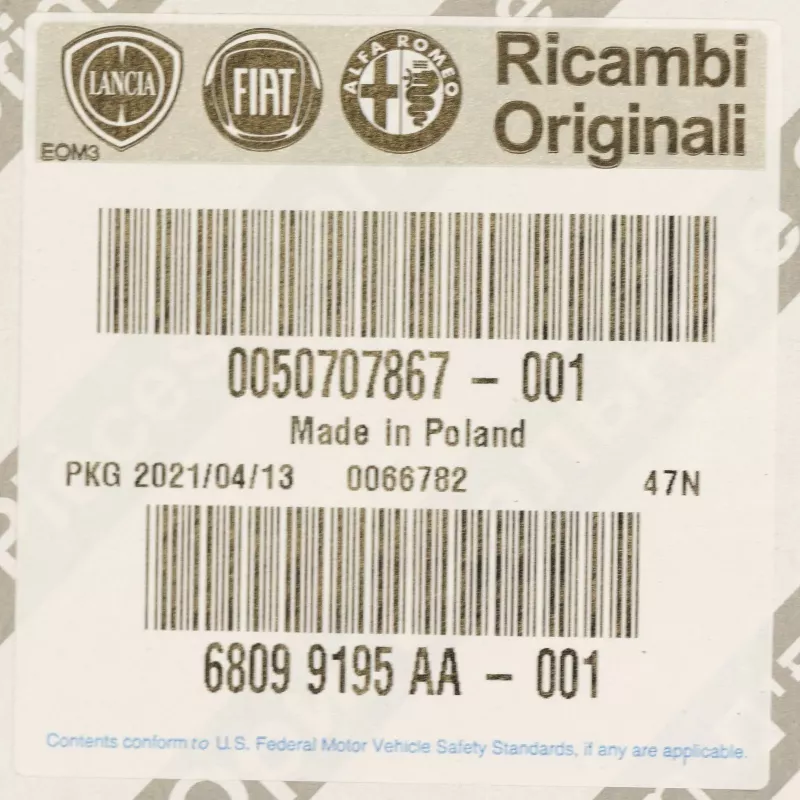 LANCIA
FIAT
ALFA ROMEO
Ricambi
Originali
EOM3
0050707867 - 001
Made in Poland
PKG 2021/04/13 0066782 47N
6809 9195 AA - 001
Contents conform to U.S. Federal Motor Vehicle Safety Standards, if any are applicable.